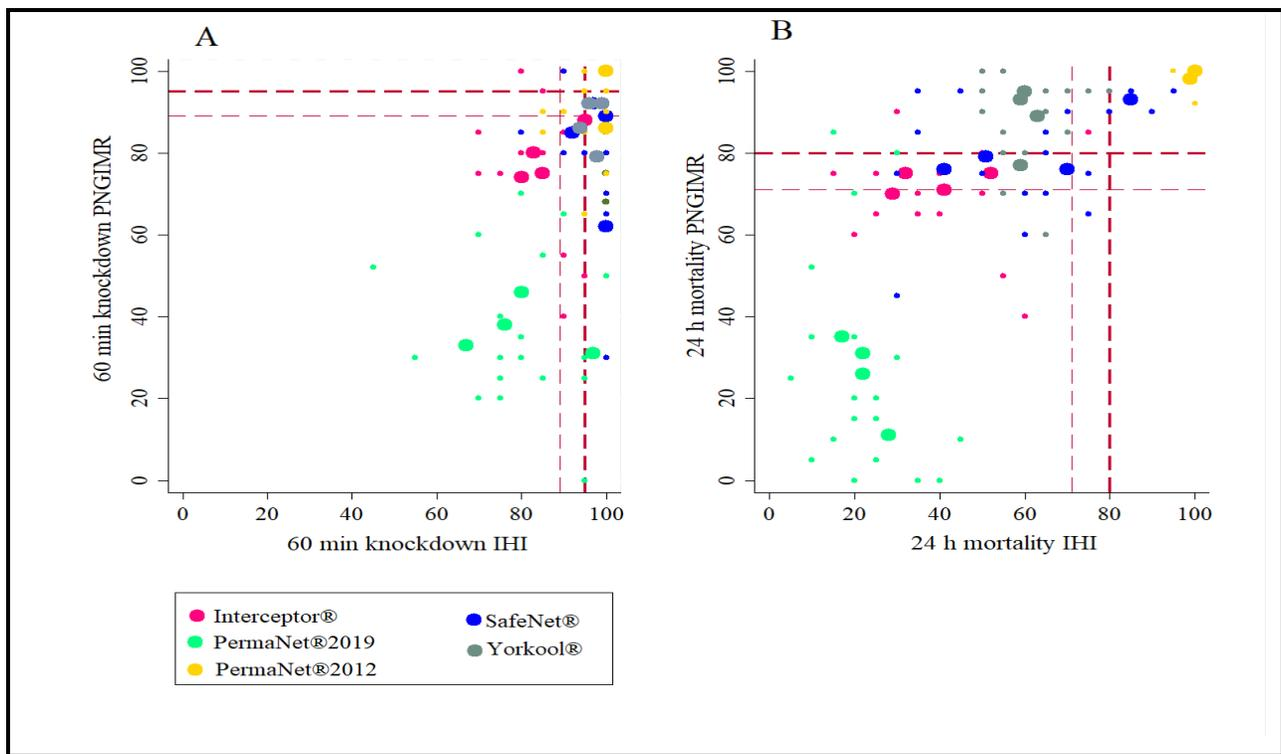 A
B
100
80
60
40
20
0
60 min knockdown PNGIMR
0 20 40 60 80 100
60 min knockdown IHI
100
80
60
40
20
0
24 h mortality PNGIMR
0 20 40 60 80 100
24 h mortality IHI
Interceptor®
PermaNet®2019
PermaNet®2012
SafeNet®
Yorkool®